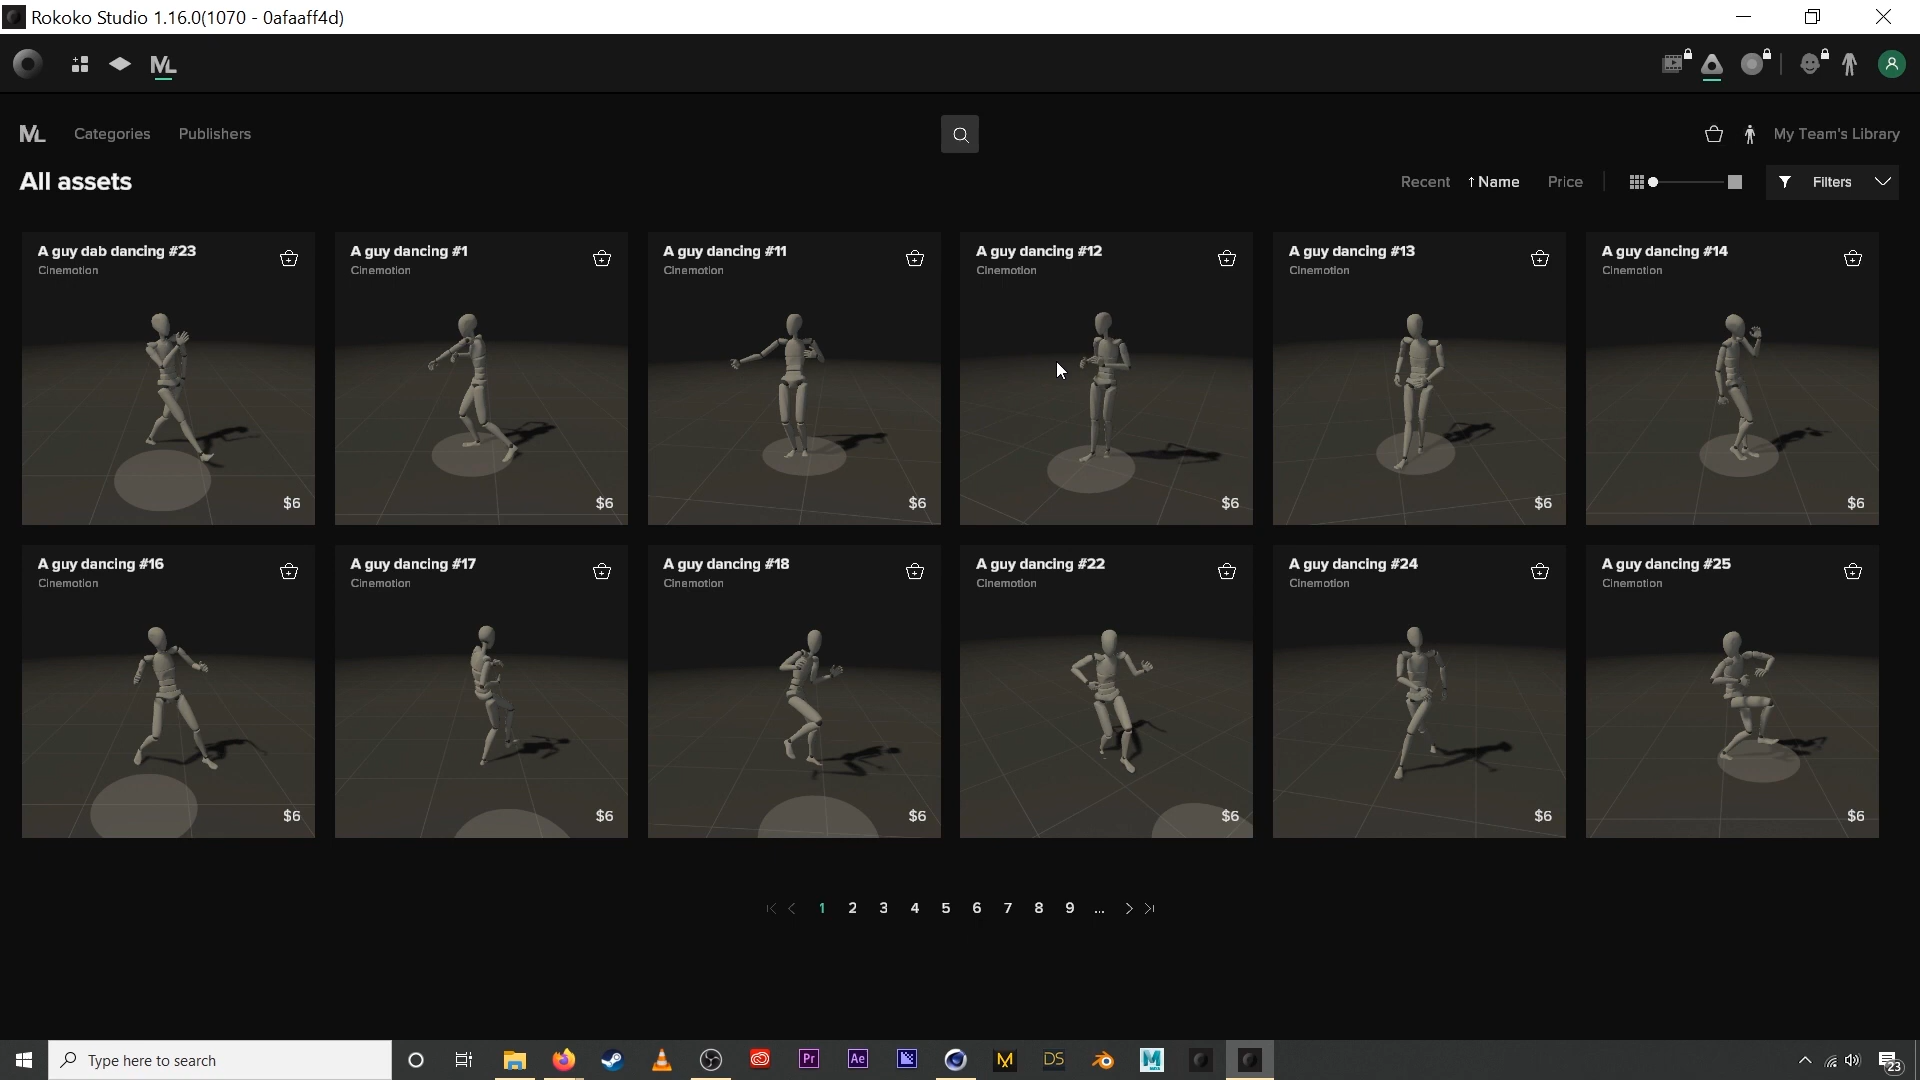 Rokoko Studio 1.16.0(1070 - 0afaaff4d)
ML
ML Categories Publishers My Team's Library
All assets
Recent ↑ Name Price Filters
A guy dab dancing #23
Cinemotion
$6
A guy dancing #1
Cinemotion
$6
A guy dancing #11
Cinemotion
$6
A guy dancing #12
Cinemotion
$6
A guy dancing #13
Cinemotion
$6
A guy dancing #14
Cinemotion
$6
A guy dancing #16
Cinemotion
$6
A guy dancing #17
Cinemotion
$6
A guy dancing #18
Cinemotion
$6
A guy dancing #22
Cinemotion
$6
A guy dancing #24
Cinemotion
$6
A guy dancing #25
Cinemotion
$6
1 2 3 4 5 6 7 8 9 ...
Type here to search Pr Ae DS 23